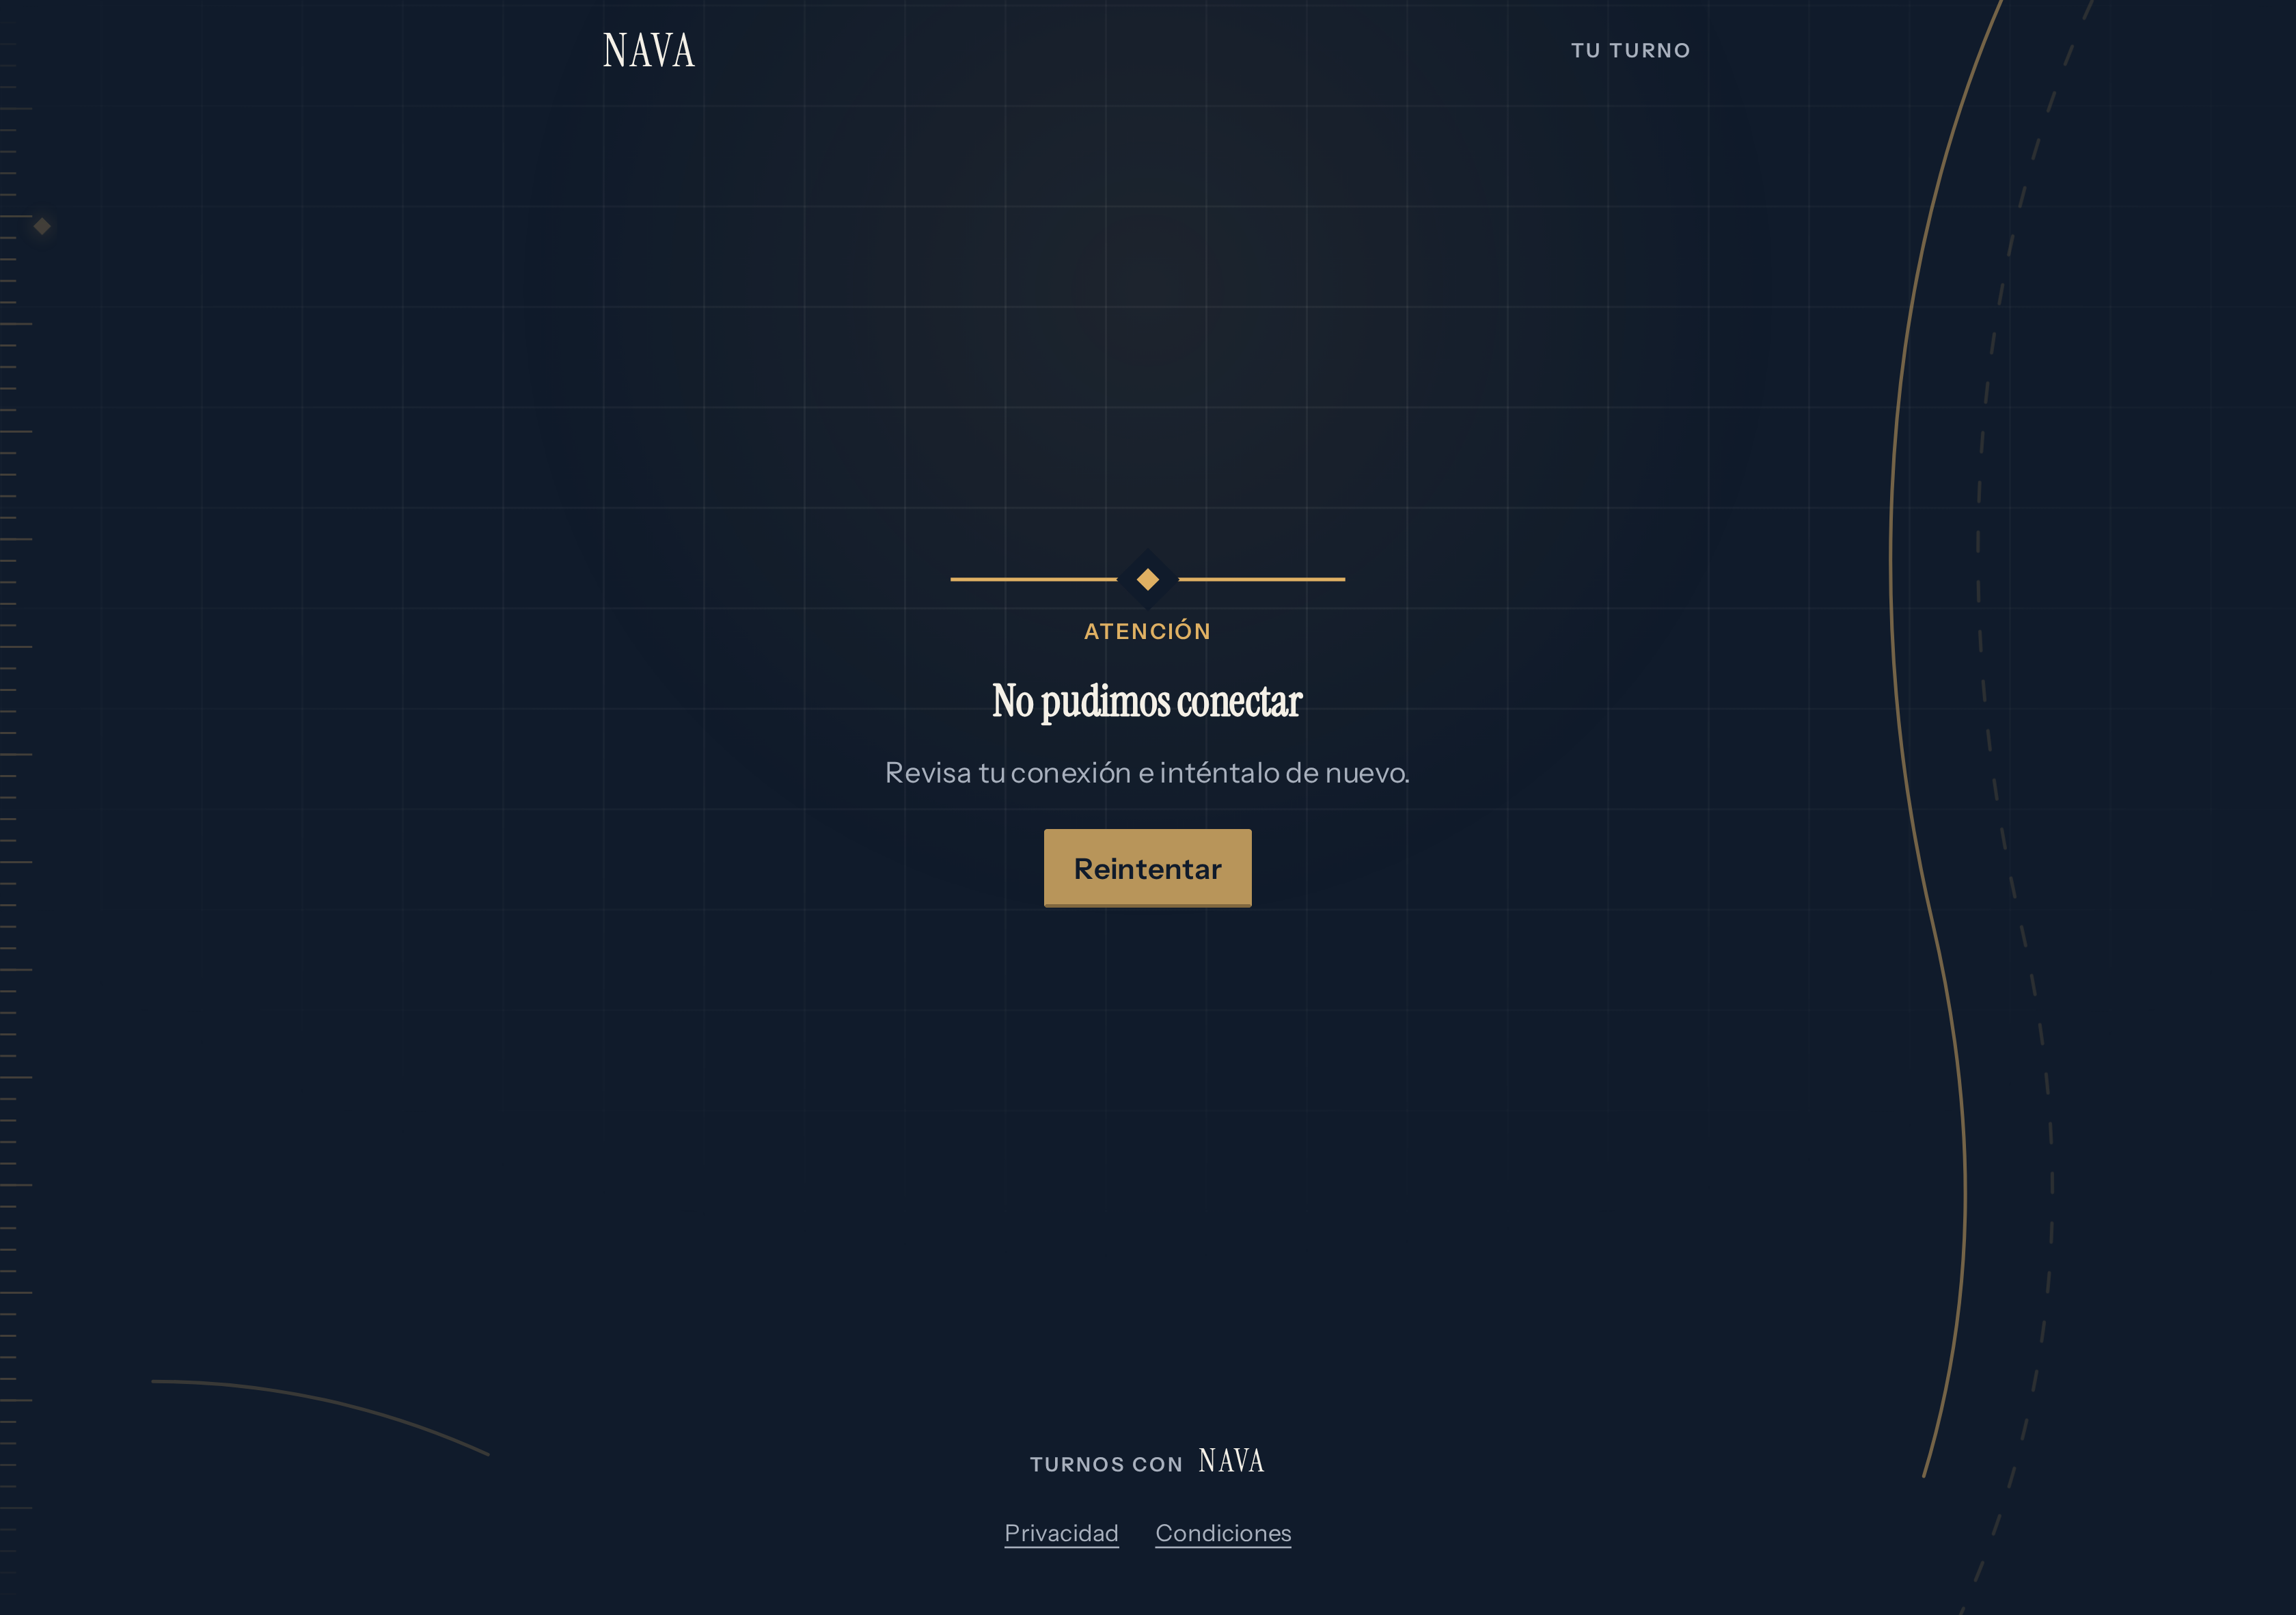 NAVA
TU TURNO
ATENCIÓN
No pudimos conectar
Revisa tu conexión e inténtalo de nuevo.
Reintentar
TURNOS CON NAVA
Privacidad Condiciones